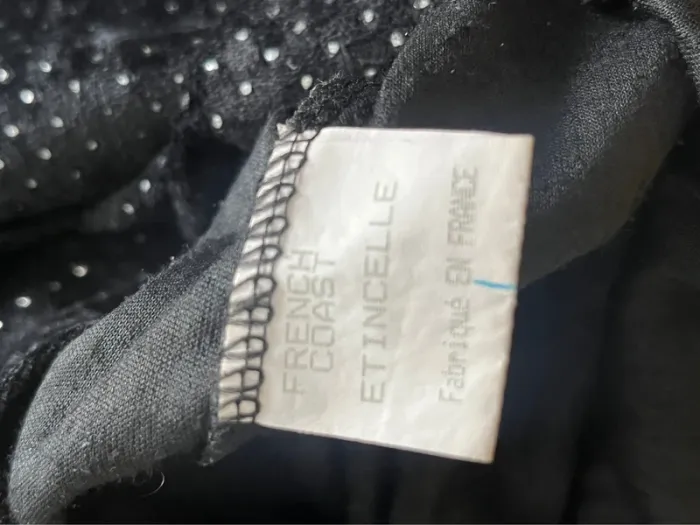 FRENCH
COAST
ETINCELLE
Fabriqué EN FRANCE